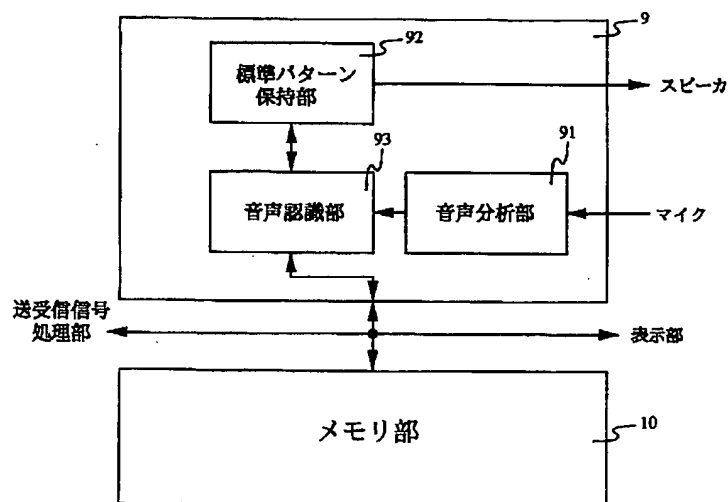 9
92
標準パターン
保持部
スピーカ
93
91
音声認識部
音声分析部
マイク
送受信信号
処理部
表示部
メモリ部
10